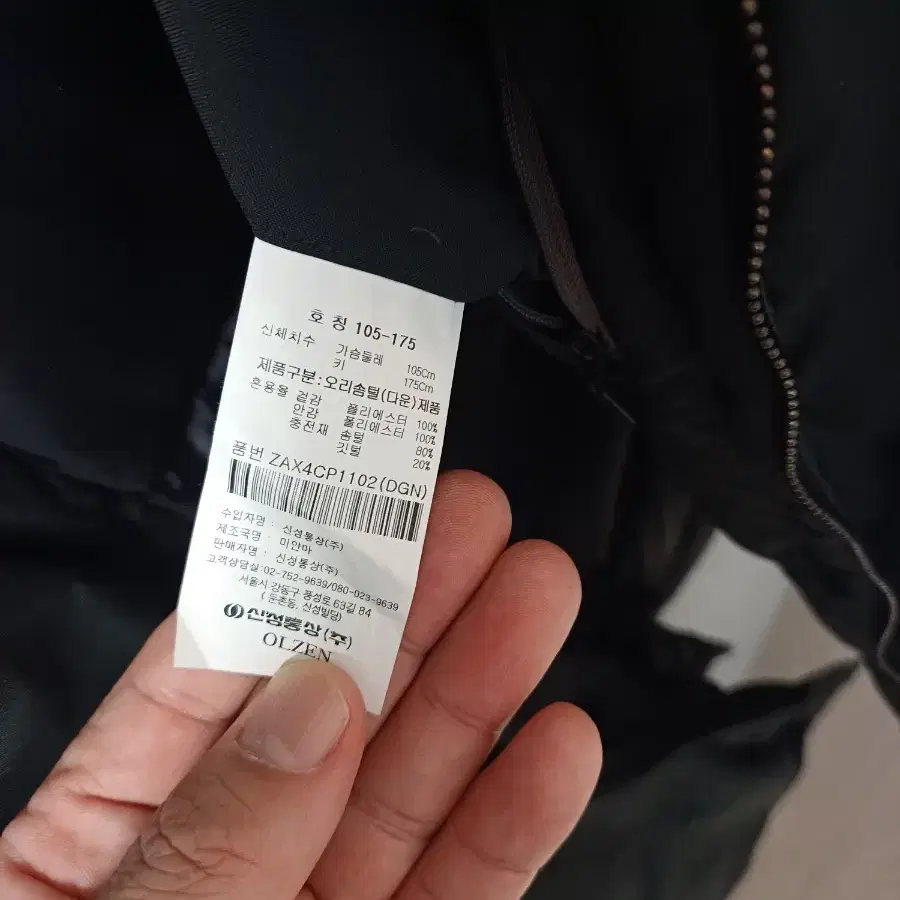 호 칭 105-175
신체치수 가슴둘레 105Cm
키 175Cm
제품구분:오리솜털(다운)제품
혼용율 겉감 폴리에스터 100%
안감 폴리에스터 100%
충전재 솜털 80%
깃털 20%
품번 ZAX4CP1102(DGN)
수입자명 : 신성통상(주)
제조국명 : 미얀마
판매자명 : 신성통상(주)
고객상담실:02-752-9639/080-023-9639
서울시 강동구 풍성로 63길 84
( 둔촌동, 신성빌딩)
신성통상(주)
OLZEN